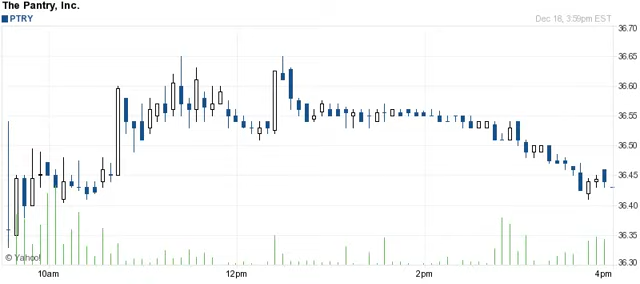 The Pantry, Inc.
PTRY Dec 18, 3:59pm EST
36.70
36.65
36.60
36.55
36.50
36.45
36.40
36.35
36.30
© Yahoo!
10am 12pm 2pm 4pm